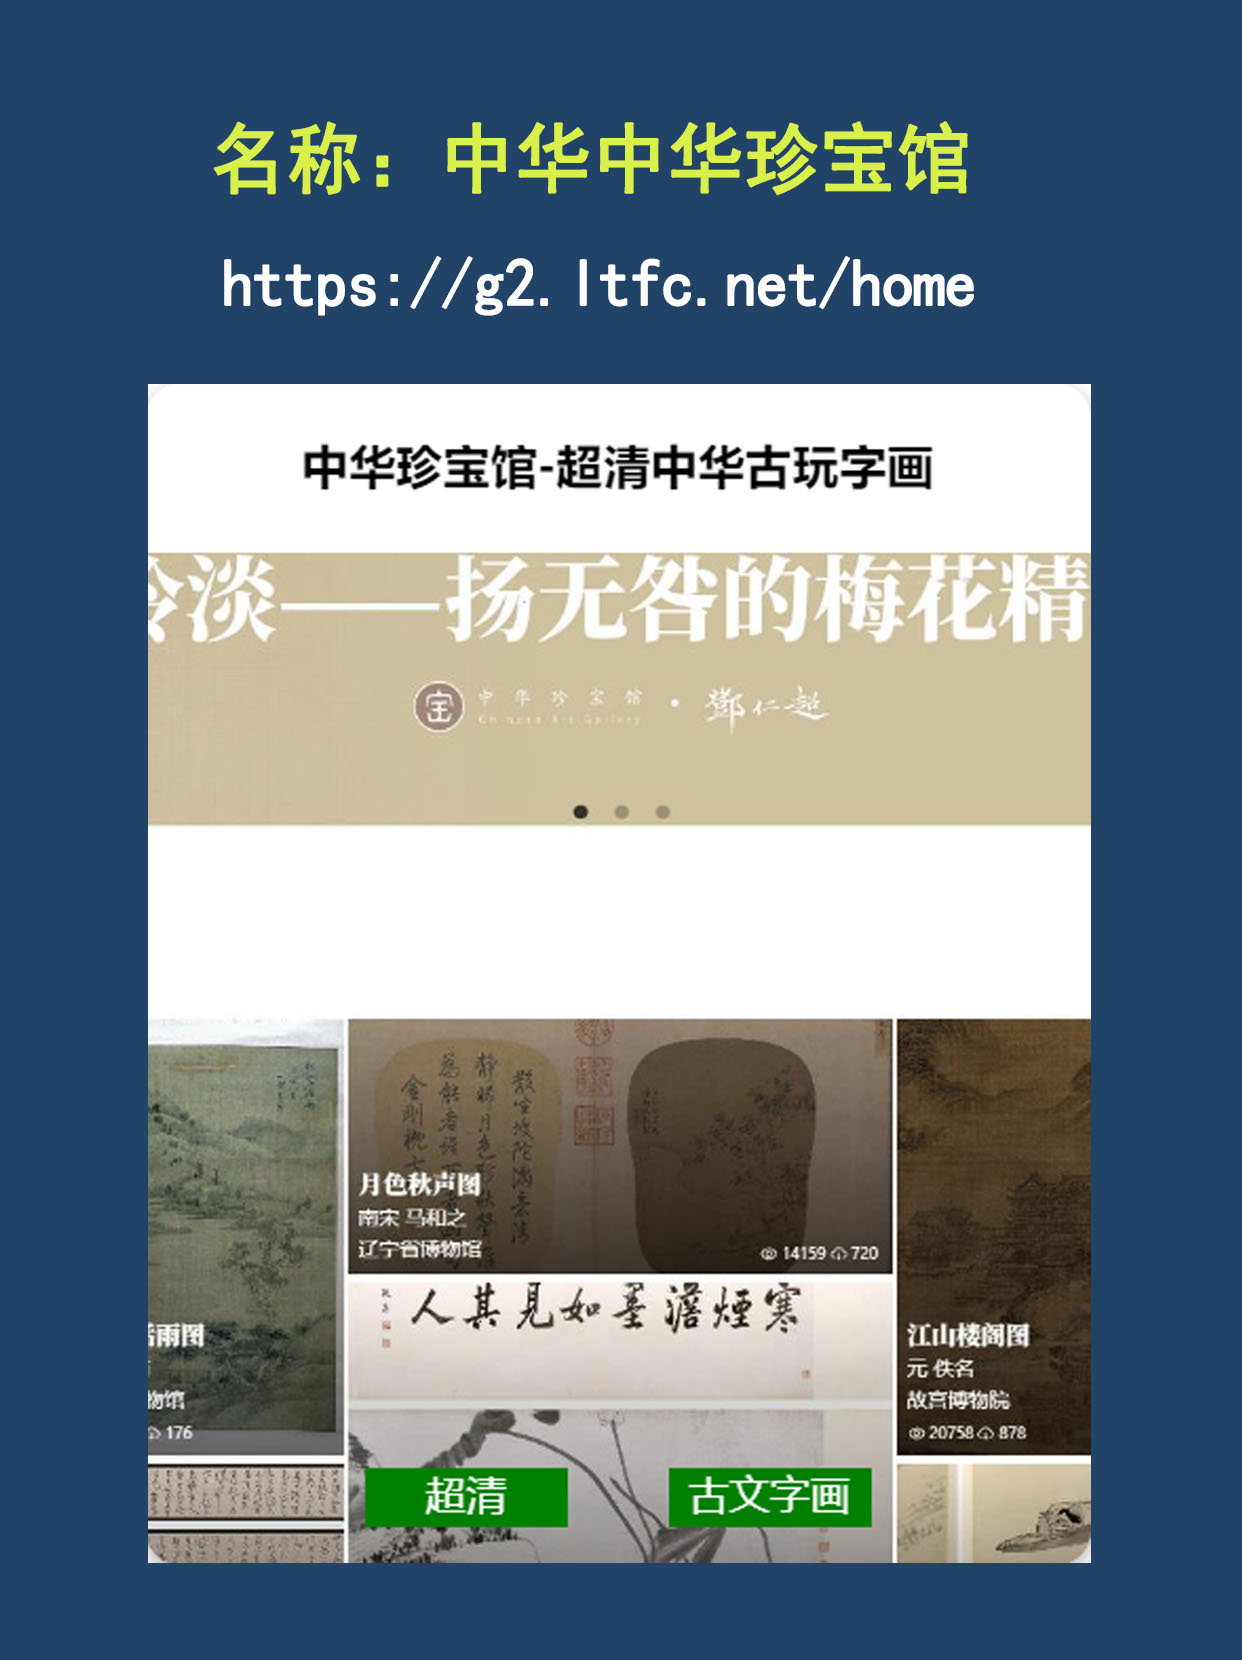 名称：中华中华珍宝馆
https://g2.ltfc.net/home
中华珍宝馆-超清中华古玩字画
冷淡——扬无咎的梅花精
中华珍宝馆 · 鄧仁超
Chinese Art Gallery
月色秋声图
南宋 马和之
辽宁省博物馆
14159 720
人其見如墨澹煙寒
雨图
物馆
176
江山楼阁图
元 佚名
故宫博物院
20758 878
超清
古文字画